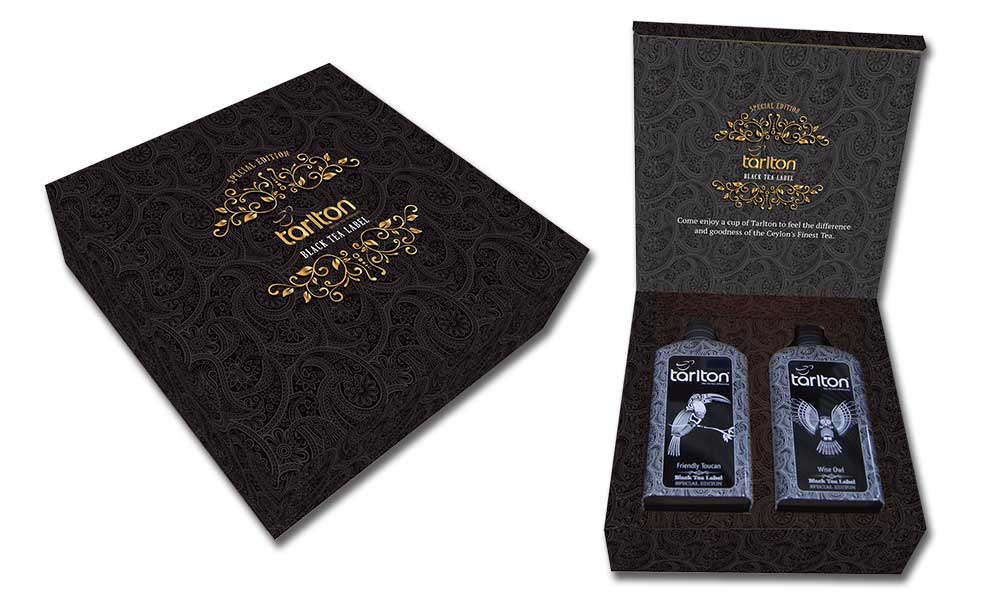 SPECIAL EDITION
tarlton
BLACK TEA LABEL
SPECIAL EDITION
tarlton
BLACK TEA LABEL
Come enjoy a cup of Tarlton to feel the difference
and goodness of the Ceylon's Finest Tea.
tarlton
Friendly Toucan
Black Tea Label
SPECIAL EDITION
tarlton
Wise Owl
Black Tea Label
SPECIAL EDITION